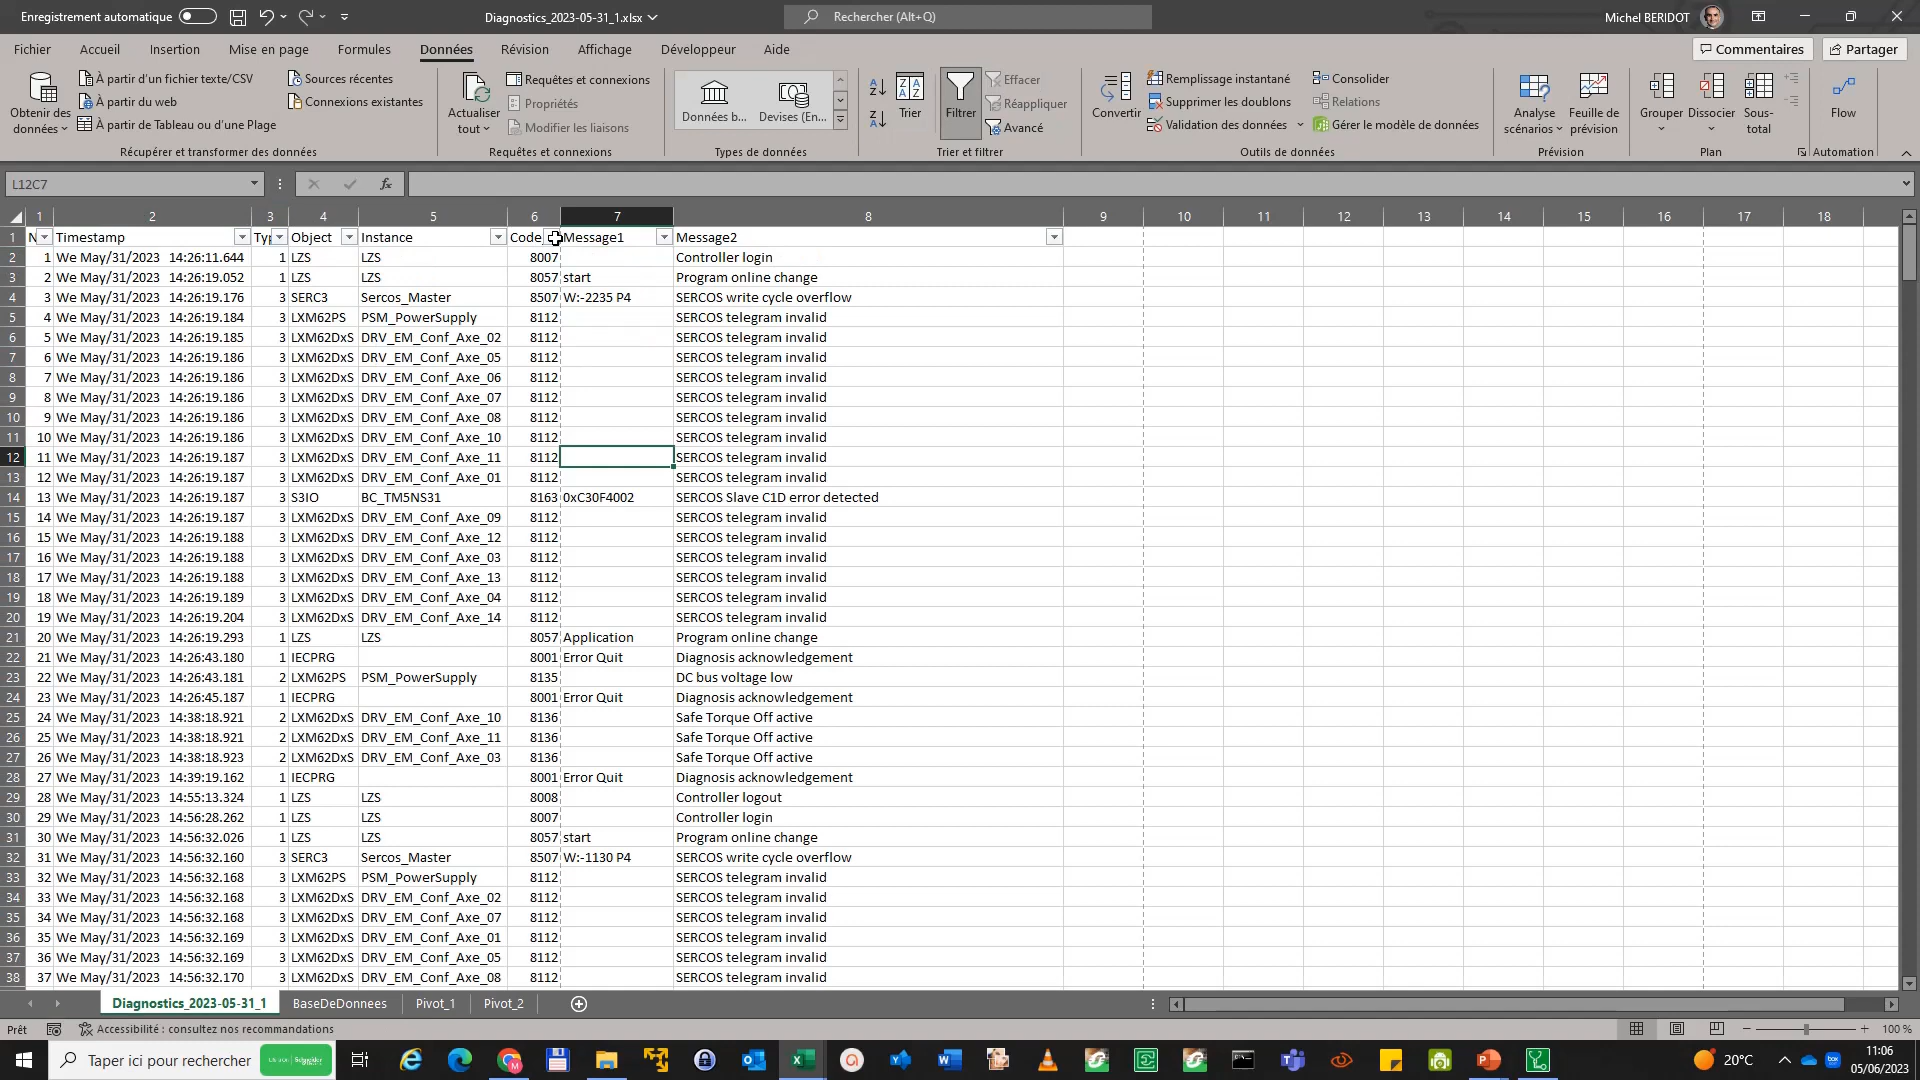 Enregistrement automatique
Diagnostics_2023-05-31_1.xlsx
Rechercher (Alt+Q)
Michel BERIDOT
Fichier Accueil Insertion Mise en page Formules Données Révision Affichage Développeur Aide
Commentaires Partager
Obtenir des données
À partir d'un fichier texte/CSV
À partir du web
À partir de Tableau ou d'une Plage
Sources récentes
Connexions existantes
Récupérer et transformer des données
Actualiser tout
Requêtes et connexions
Propriétés
Modifier les liaisons
Requêtes et connexions
Données b...
Devises (En...
Types de données
Trier
Filtrer
Effacer
Réappliquer
Avancé
Trier et filtrer
Convertir
Remplissage instantané
Supprimer les doublons
Validation des données
Consolider
Relations
Gérer le modèle de données
Outils de données
Analyse scénarios
Feuille de prévision
Prévision
Grouper
Dissocier
Sous-total
Plan
Flow
Automation
L12C7
fx
1 2 3 4 5 6 7 8 9 10 11 12 13 14 15 16 17 18
1 N Timestamp Typ Object Instance Code Message1 Message2
2 1 We May/31/2023 14:26:11.644 1 LZS LZS 8007 Controller login
3 2 We May/31/2023 14:26:19.052 1 LZS LZS 8057 start Program online change
4 3 We May/31/2023 14:26:19.176 3 SERC3 Sercos_Master 8507 W:-2235 P4 SERCOS write cycle overflow
5 4 We May/31/2023 14:26:19.184 3 LXM62PS PSM_PowerSupply 8112 SERCOS telegram invalid
6 5 We May/31/2023 14:26:19.185 3 LXM62DxS DRV_EM_Conf_Axe_02 8112 SERCOS telegram invalid
7 6 We May/31/2023 14:26:19.186 3 LXM62DxS DRV_EM_Conf_Axe_05 8112 SERCOS telegram invalid
8 7 We May/31/2023 14:26:19.186 3 LXM62DxS DRV_EM_Conf_Axe_06 8112 SERCOS telegram invalid
9 8 We May/31/2023 14:26:19.186 3 LXM62DxS DRV_EM_Conf_Axe_07 8112 SERCOS telegram invalid
10 9 We May/31/2023 14:26:19.186 3 LXM62DxS DRV_EM_Conf_Axe_08 8112 SERCOS telegram invalid
11 10 We May/31/2023 14:26:19.186 3 LXM62DxS DRV_EM_Conf_Axe_10 8112 SERCOS telegram invalid
12 11 We May/31/2023 14:26:19.187 3 LXM62DxS DRV_EM_Conf_Axe_11 8112 SERCOS telegram invalid
13 12 We May/31/2023 14:26:19.187 3 LXM62DxS DRV_EM_Conf_Axe_01 8112 SERCOS telegram invalid
14 13 We May/31/2023 14:26:19.187 3 S3IO BC_TM5NS31 8163 0xC30F4002 SERCOS Slave C1D error detected
15 14 We May/31/2023 14:26:19.187 3 LXM62DxS DRV_EM_Conf_Axe_09 8112 SERCOS telegram invalid
16 15 We May/31/2023 14:26:19.188 3 LXM62DxS DRV_EM_Conf_Axe_12 8112 SERCOS telegram invalid
17 16 We May/31/2023 14:26:19.188 3 LXM62DxS DRV_EM_Conf_Axe_03 8112 SERCOS telegram invalid
18 17 We May/31/2023 14:26:19.188 3 LXM62DxS DRV_EM_Conf_Axe_13 8112 SERCOS telegram invalid
19 18 We May/31/2023 14:26:19.189 3 LXM62DxS DRV_EM_Conf_Axe_04 8112 SERCOS telegram invalid
20 19 We May/31/2023 14:26:19.204 3 LXM62DxS DRV_EM_Conf_Axe_14 8112 SERCOS telegram invalid
21 20 We May/31/2023 14:26:19.293 1 LZS LZS 8057 Application Program online change
22 21 We May/31/2023 14:26:43.180 1 IECPRG 8001 Error Quit Diagnosis acknowledgement
23 22 We May/31/2023 14:26:43.181 2 LXM62PS PSM_PowerSupply 8135 DC bus voltage low
24 23 We May/31/2023 14:26:45.187 1 IECPRG 8001 Error Quit Diagnosis acknowledgement
25 24 We May/31/2023 14:38:18.921 2 LXM62DxS DRV_EM_Conf_Axe_10 8136 Safe Torque Off active
26 25 We May/31/2023 14:38:18.921 2 LXM62DxS DRV_EM_Conf_Axe_11 8136 Safe Torque Off active
27 26 We May/31/2023 14:38:18.923 2 LXM62DxS DRV_EM_Conf_Axe_03 8136 Safe Torque Off active
28 27 We May/31/2023 14:39:19.162 1 IECPRG 8001 Error Quit Diagnosis acknowledgement
29 28 We May/31/2023 14:55:13.324 1 LZS LZS 8008 Controller logout
30 29 We May/31/2023 14:56:28.262 1 LZS LZS 8007 Controller login
31 30 We May/31/2023 14:56:32.026 1 LZS LZS 8057 start Program online change
32 31 We May/31/2023 14:56:32.160 3 SERC3 Sercos_Master 8507 W:-1130 P4 SERCOS write cycle overflow
33 32 We May/31/2023 14:56:32.168 3 LXM62PS PSM_PowerSupply 8112 SERCOS telegram invalid
34 33 We May/31/2023 14:56:32.168 3 LXM62DxS DRV_EM_Conf_Axe_02 8112 SERCOS telegram invalid
35 34 We May/31/2023 14:56:32.168 3 LXM62DxS DRV_EM_Conf_Axe_07 8112 SERCOS telegram invalid
36 35 We May/31/2023 14:56:32.169 3 LXM62DxS DRV_EM_Conf_Axe_01 8112 SERCOS telegram invalid
37 36 We May/31/2023 14:56:32.169 3 LXM62DxS DRV_EM_Conf_Axe_05 8112 SERCOS telegram invalid
38 37 We May/31/2023 14:56:32.170 3 LXM62DxS DRV_EM_Conf_Axe_08 8112 SERCOS telegram invalid
Diagnostics_2023-05-31_1 BaseDeDonnees Pivot_1 Pivot_2
Prêt Accessibilité : consultez nos recommandations
100 %
Taper ici pour rechercher
20°C
11:06
05/06/2023